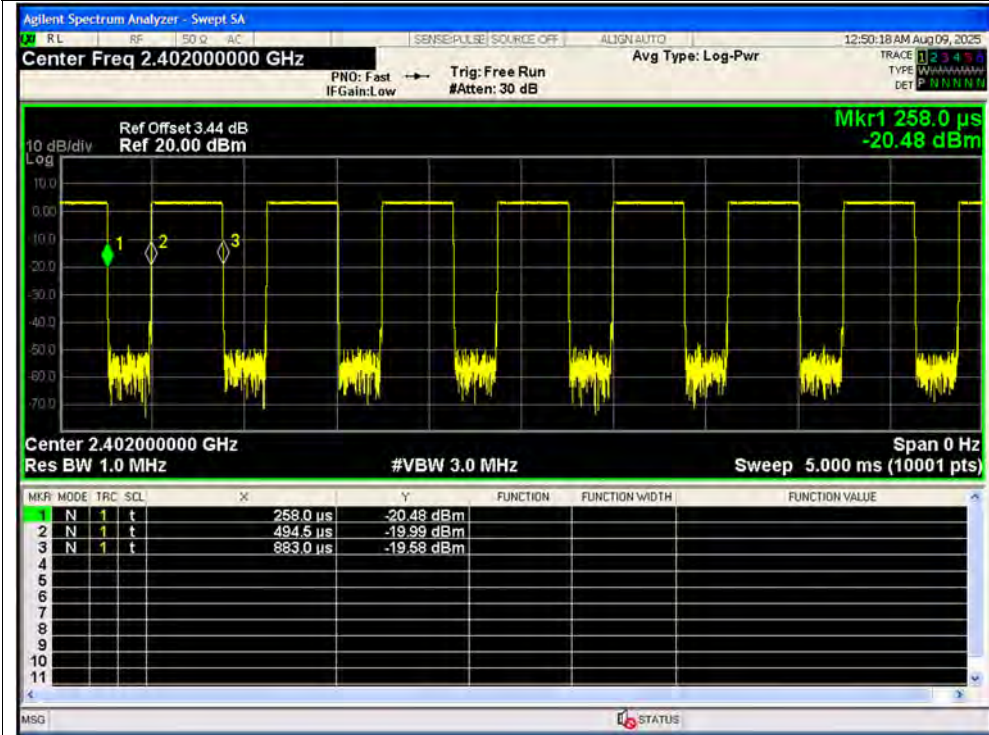 Agilent Spectrum Analyzer - Swept SA
RL RF 50 Ω AC SENSE:PULSE SOURCE OFF ALIGN AUTO 12:50:18 AM Aug 09, 2025
Center Freq 2.402000000 GHz
Avg Type: Log-Pwr
TRACE 1 2 3 4 5 6
PNO: Fast Trig: Free Run
TYPE W
IFGain:Low #Atten: 30 dB
DET P N N N N N
Mkr1 258.0 µs
-20.48 dBm
Ref Offset 3.44 dB
10 dB/div Ref 20.00 dBm
Log
10.0
0.00
-10.0
-20.0
-30.0
-40.0
-50.0
-60.0
-70.0
1 2 3
Center 2.402000000 GHz Span 0 Hz
Res BW 1.0 MHz #VBW 3.0 MHz Sweep 5.000 ms (10001 pts)
MKR MODE TRC SCL X Y FUNCTION FUNCTION WIDTH FUNCTION VALUE
1 N 1 t 258.0 µs -20.48 dBm
2 N 1 t 494.5 µs -19.99 dBm
3 N 1 t 883.0 µs -19.58 dBm
4
5
6
7
8
9
10
11
MSG STATUS